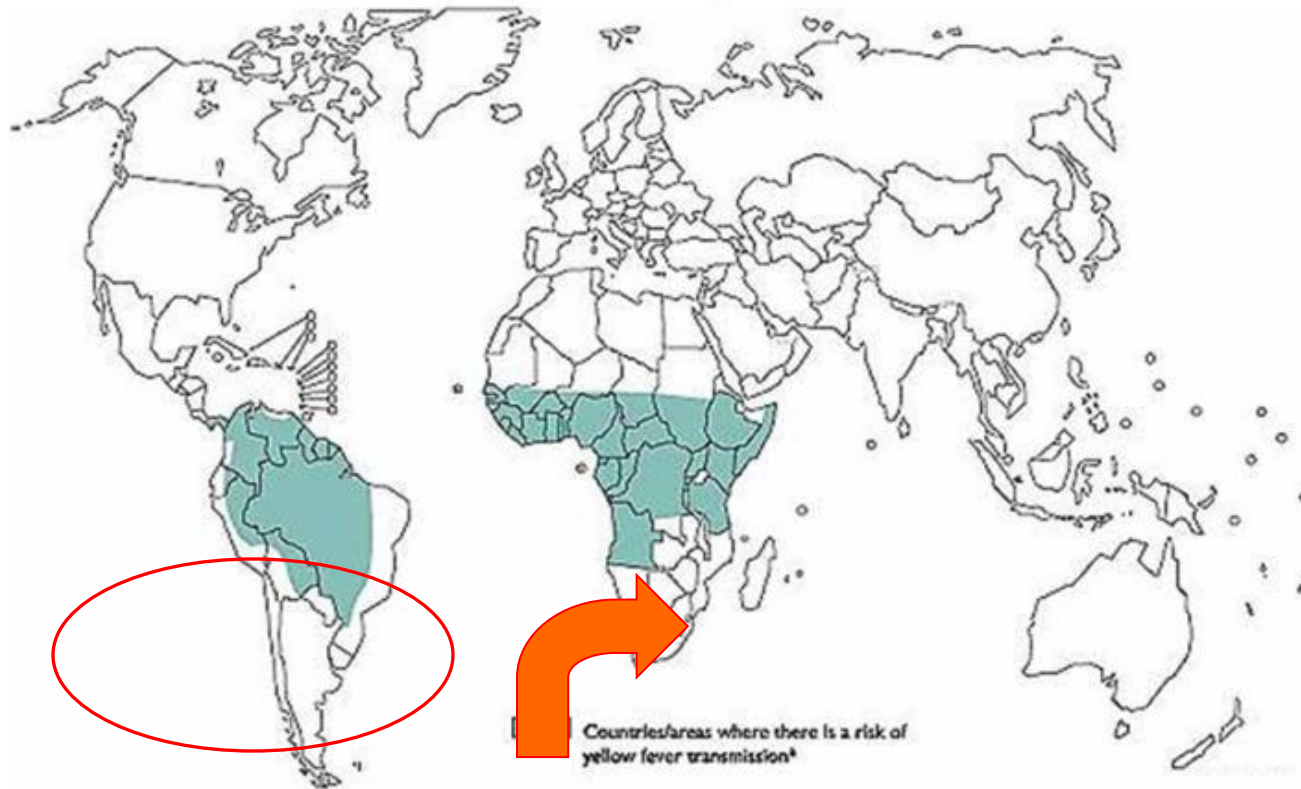 Countries/areas where there is a risk of
yellow fever transmission*